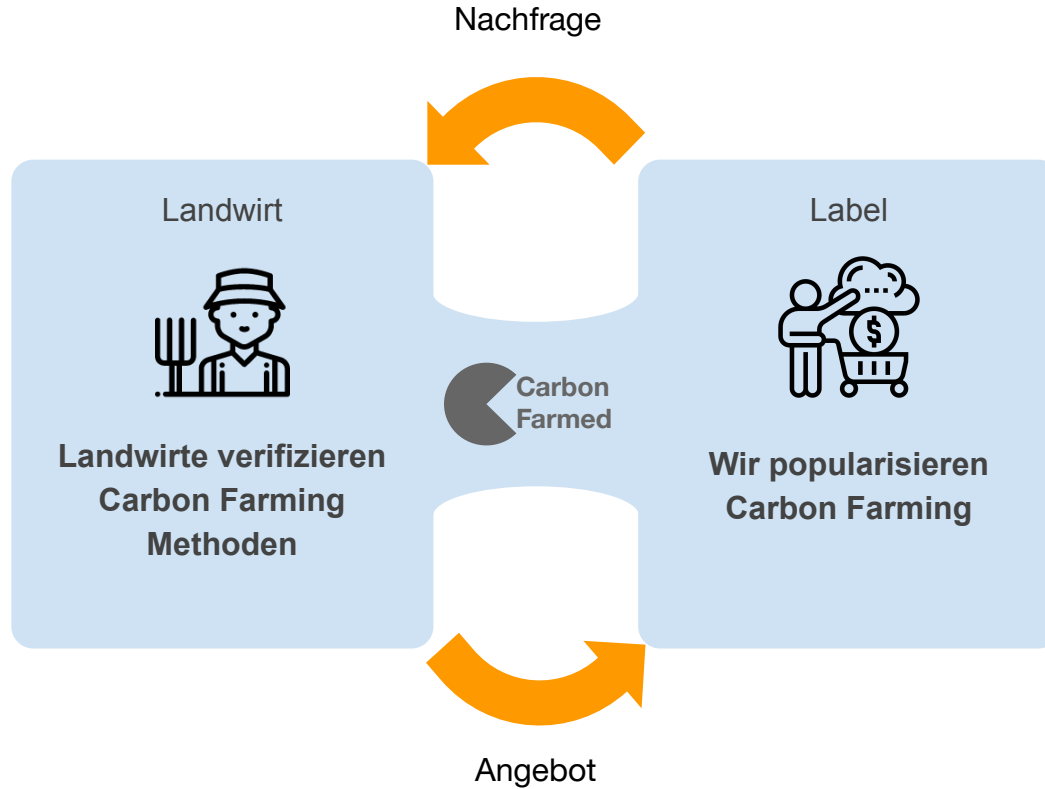 Nachfrage
Landwirt
Label
Landwirte verifizieren
Carbon Farming
Methoden
Carbon
Farmed
$
Wir popularisieren
Carbon Farming
Angebot